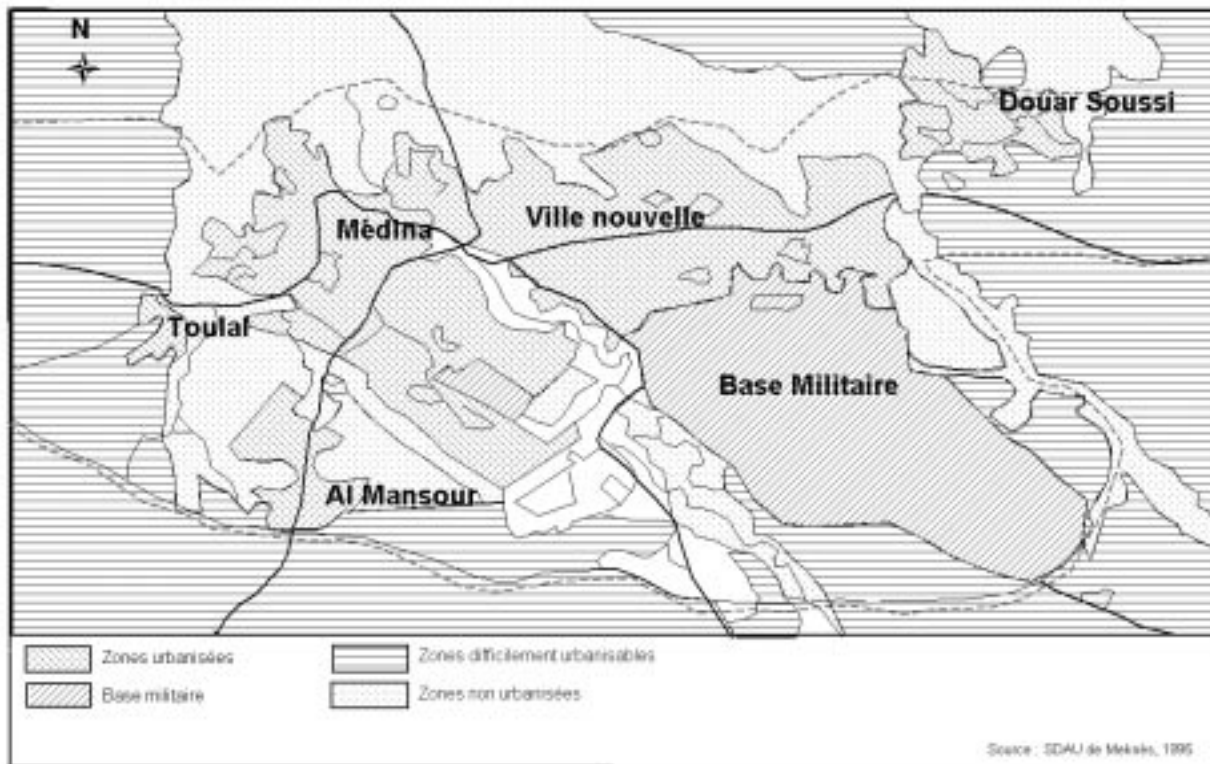 N
Douar Soussi
Médina
Ville nouvelle
Toulal
Base Militaire
Al Mansour
Zones urbanisées
Zones difficilement urbanisables
Base militaire
Zones non urbanisées
Source : SDAU de Meknès, 1995